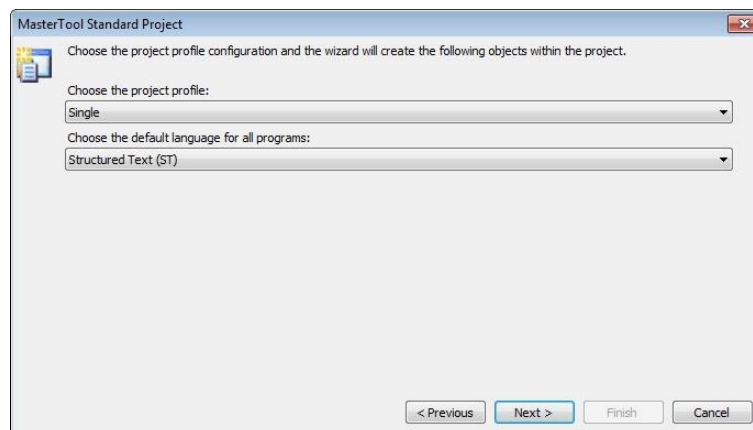 MasterTool Standard Project
Choose the project profile configuration and the wizard will create the following objects within the project.
Choose the project profile:
Single
Choose the default language for all programs:
Structured Text (ST)
< Previous Next > Finish Cancel